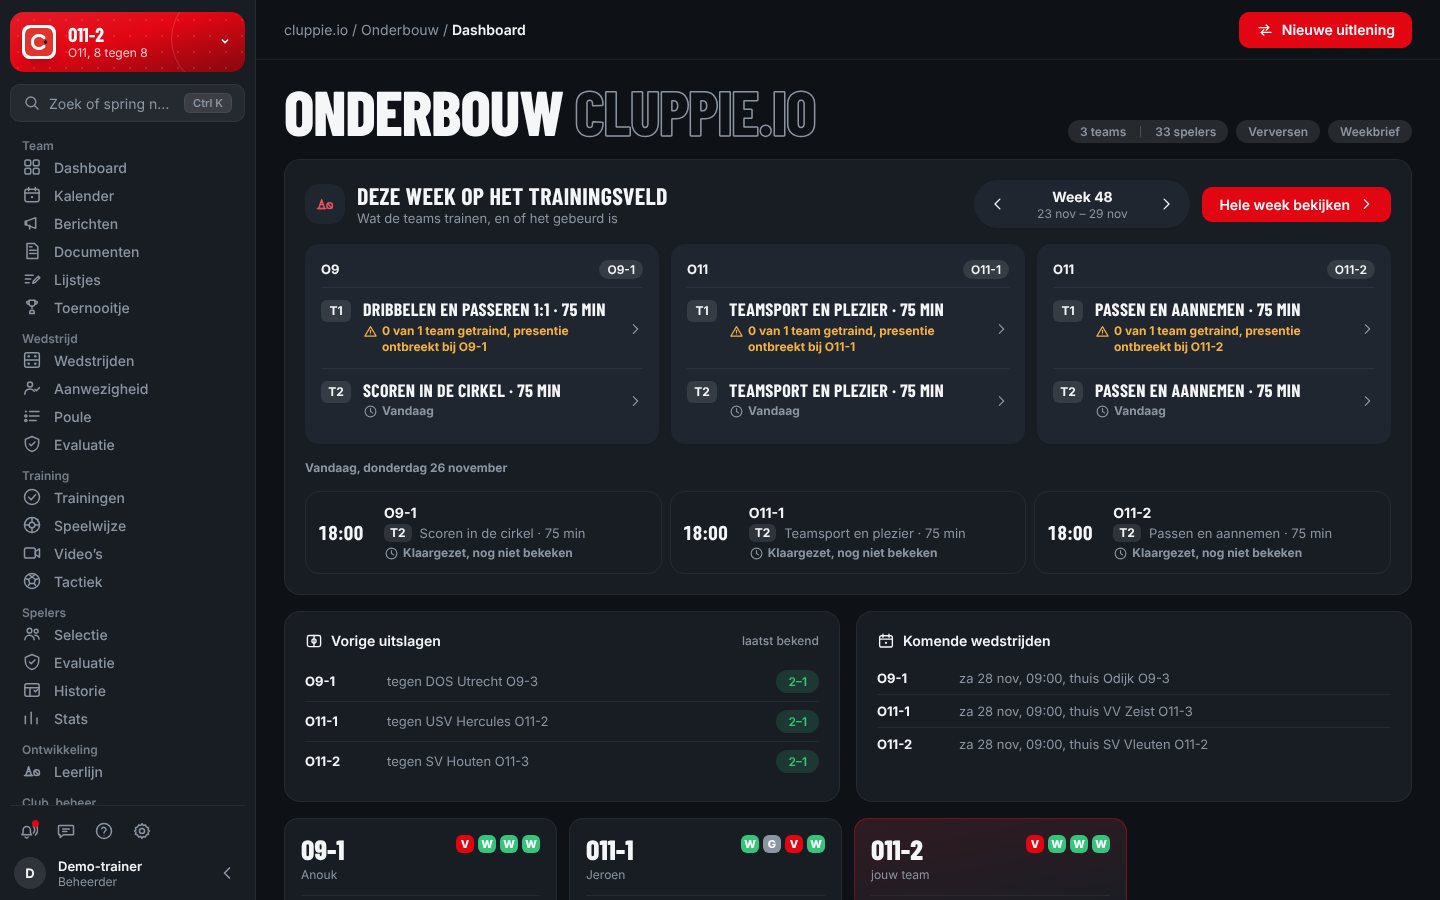 O11-2
O11, 8 tegen 8
Zoek of spring n... Ctrl K
Team
Dashboard
Kalender
Berichten
Documenten
Lijstjes
Toernooitje
Wedstrijd
Wedstrijden
Aanwezigheid
Poule
Evaluatie
Training
Trainingen
Speelwijze
Video's
Tactiek
Spelers
Selectie
Evaluatie
Historie
Stats
Ontwikkeling
Leerlijn
Club, beheer
D
Demo-trainer
Beheerder
cluppie.io / Onderbouw / Dashboard
Nieuwe uitlening
ONDERBOUW CLUPPIE.IO
3 teams 33 spelers Verversen Weekbrief
DEZE WEEK OP HET TRAININGSVELD
Wat de teams trainen, en of het gebeurd is
Week 48
23 nov – 29 nov
Hele week bekijken
O9 O9-1
T1 DRIBBELEN EN PASSEREN 1:1 · 75 MIN
0 van 1 team getraind, presentie
ontbreekt bij O9-1
T2 SCOREN IN DE CIRKEL · 75 MIN
Vandaag
O11 O11-1
T1 TEAMSPORT EN PLEZIER · 75 MIN
0 van 1 team getraind, presentie
ontbreekt bij O11-1
T2 TEAMSPORT EN PLEZIER · 75 MIN
Vandaag
O11 O11-2
T1 PASSEN EN AANNEMEN · 75 MIN
0 van 1 team getraind, presentie
ontbreekt bij O11-2
T2 PASSEN EN AANNEMEN · 75 MIN
Vandaag
Vandaag, donderdag 26 november
18:00
O9-1
T2 Scoren in de cirkel · 75 min
Klaargezet, nog niet bekeken
18:00
O11-1
T2 Teamsport en plezier · 75 min
Klaargezet, nog niet bekeken
18:00
O11-2
T2 Passen en aannemen · 75 min
Klaargezet, nog niet bekeken
Vorige uitslagen laatst bekend
O9-1 tegen DOS Utrecht O9-3 2–1
O11-1 tegen USV Hercules O11-2 2–1
O11-2 tegen SV Houten O11-3 2–1
Komende wedstrijden
O9-1 za 28 nov, 09:00, thuis Odijk O9-3
O11-1 za 28 nov, 09:00, thuis VV Zeist O11-3
O11-2 za 28 nov, 09:00, thuis SV Vleuten O11-2
O9-1 V W W W
Anouk
O11-1 W G V W
Jeroen
O11-2 V W W W
jouw team